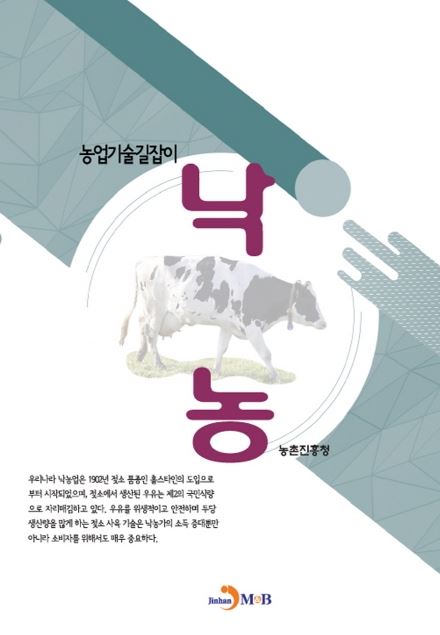 농업기술길잡이
낙
농
농촌진흥청
우리나라 낙농업은 1902년 젖소 품종인 홀스타인의 도입으로
부터 시작되었으며, 젖소에서 생산된 우유는 제2의 국민식량
으로 자리매김하고 있다. 우유를 위생적이고 안전하며 두당
생산량을 많게 하는 젖소 사육 기술은 낙농가의 소득 증대뿐만
아니라 소비자를 위해서도 매우 중요하다.
Jinhan M&B